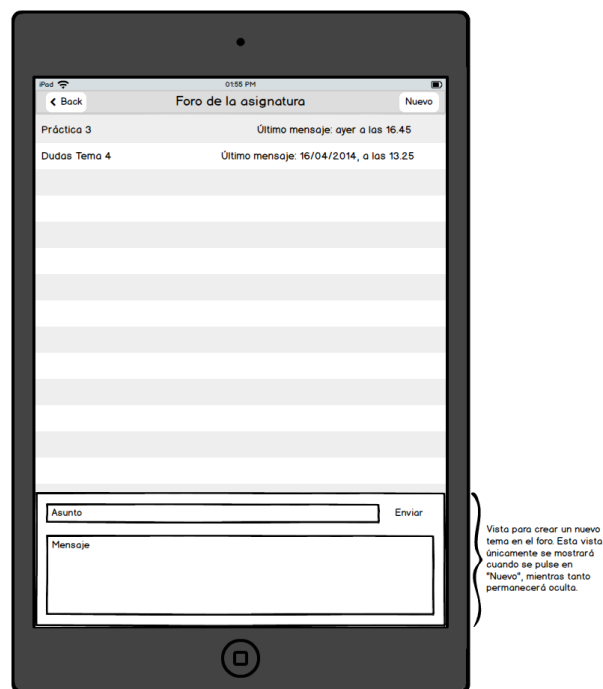 iPad 01:55 PM
Back Foro de la asignatura Nuevo
Práctica 3 Último mensaje: ayer a las 16.45
Dudas Tema 4 Último mensaje: 16/04/2014, a las 13.25
Asunto Enviar
Mensaje
Vista para crear un nuevo
tema en el foro. Esta vista
únicamente se mostrará
cuando se pulse en
"Nuevo", mientras tanto
permanecerá oculta.